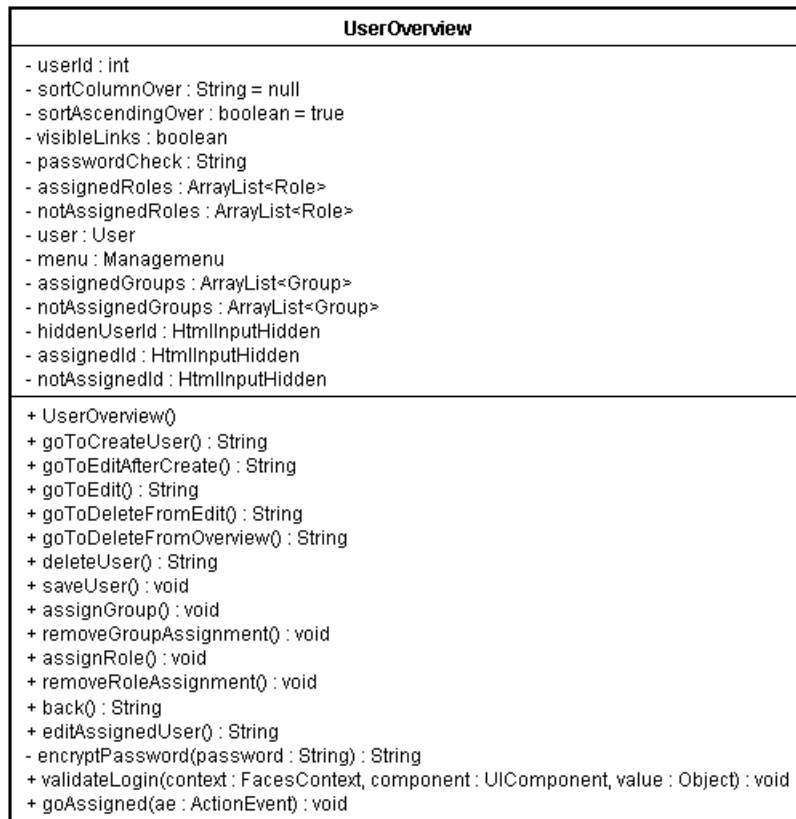 UserOverview
- userId : int
- sortColumnOver : String = null
- sortAscendingOver : boolean = true
- visibleLinks : boolean
- passwordCheck : String
- assignedRoles : ArrayList<Role>
- notAssignedRoles : ArrayList<Role>
- user : User
- menu : Managemenu
- assignedGroups : ArrayList<Group>
- notAssignedGroups : ArrayList<Group>
- hiddenUserId : HtmlInputHidden
- assignedId : HtmlInputHidden
- notAssignedId : HtmlInputHidden
+ UserOverview()
+ goToCreateUser() : String
+ goToEditAfterCreate() : String
+ goToEdit() : String
+ goToDeleteFromEdit() : String
+ goToDeleteFromOverview() : String
+ deleteUser() : String
+ saveUser() : void
+ assignGroup() : void
+ removeGroupAssignment() : void
+ assignRole() : void
+ removeRoleAssignment() : void
+ back() : String
+ editAssignedUser() : String
- encryptPassword(password : String) : String
+ validateLogin(context : FacesContext, component : UIComponent, value : Object) : void
+ goAssigned(ae : ActionEvent) : void